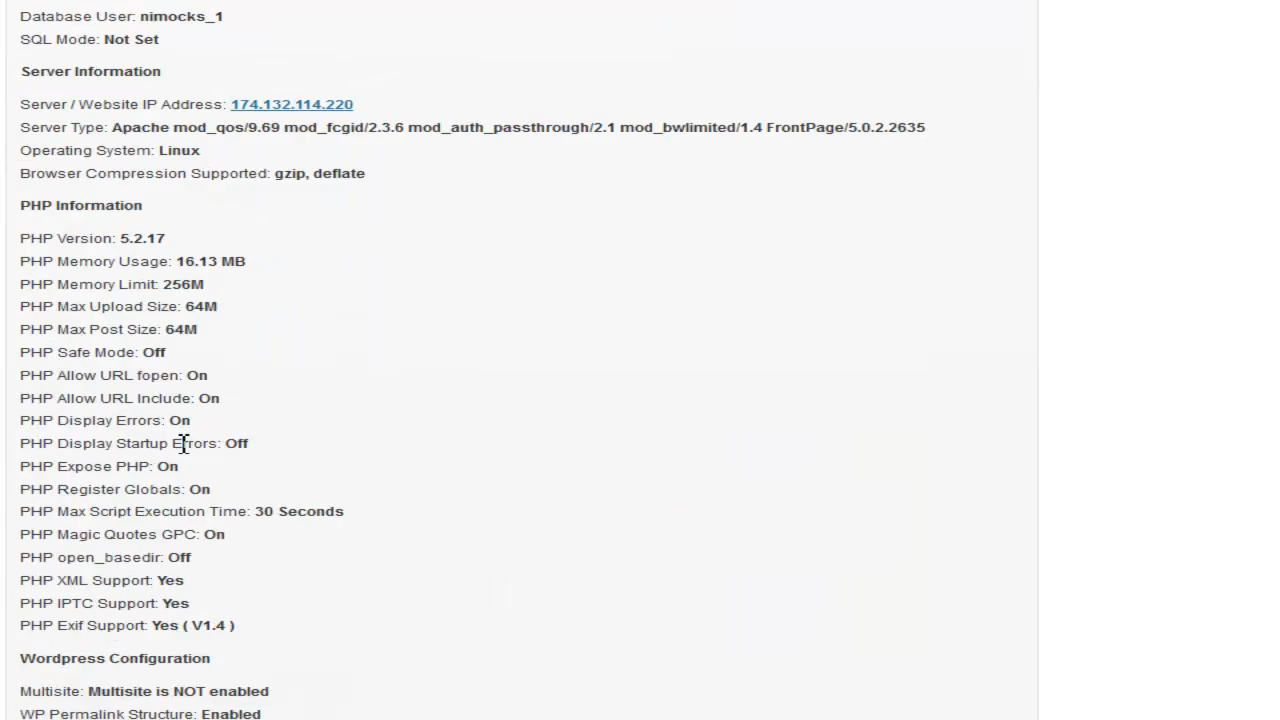 Database User: nimocks_1
SQL Mode: Not Set
Server Information
Server / Website IP Address: 174.132.114.220
Server Type: Apache mod_qos/9.69 mod_fcgid/2.3.6 mod_auth_passthrough/2.1 mod_bwlimited/1.4 FrontPage/5.0.2.2635
Operating System: Linux
Browser Compression Supported: gzip, deflate
PHP Information
PHP Version: 5.2.17
PHP Memory Usage: 16.13 MB
PHP Memory Limit: 256M
PHP Max Upload Size: 64M
PHP Max Post Size: 64M
PHP Safe Mode: Off
PHP Allow URL fopen: On
PHP Allow URL Include: On
PHP Display Errors: On
PHP Display Startup Errors: Off
PHP Expose PHP: On
PHP Register Globals: On
PHP Max Script Execution Time: 30 Seconds
PHP Magic Quotes GPC: On
PHP open_basedir: Off
PHP XML Support: Yes
PHP IPTC Support: Yes
PHP Exif Support: Yes ( V1.4 )
Wordpress Configuration
Multisite: Multisite is NOT enabled
WP Permalink Structure: Enabled